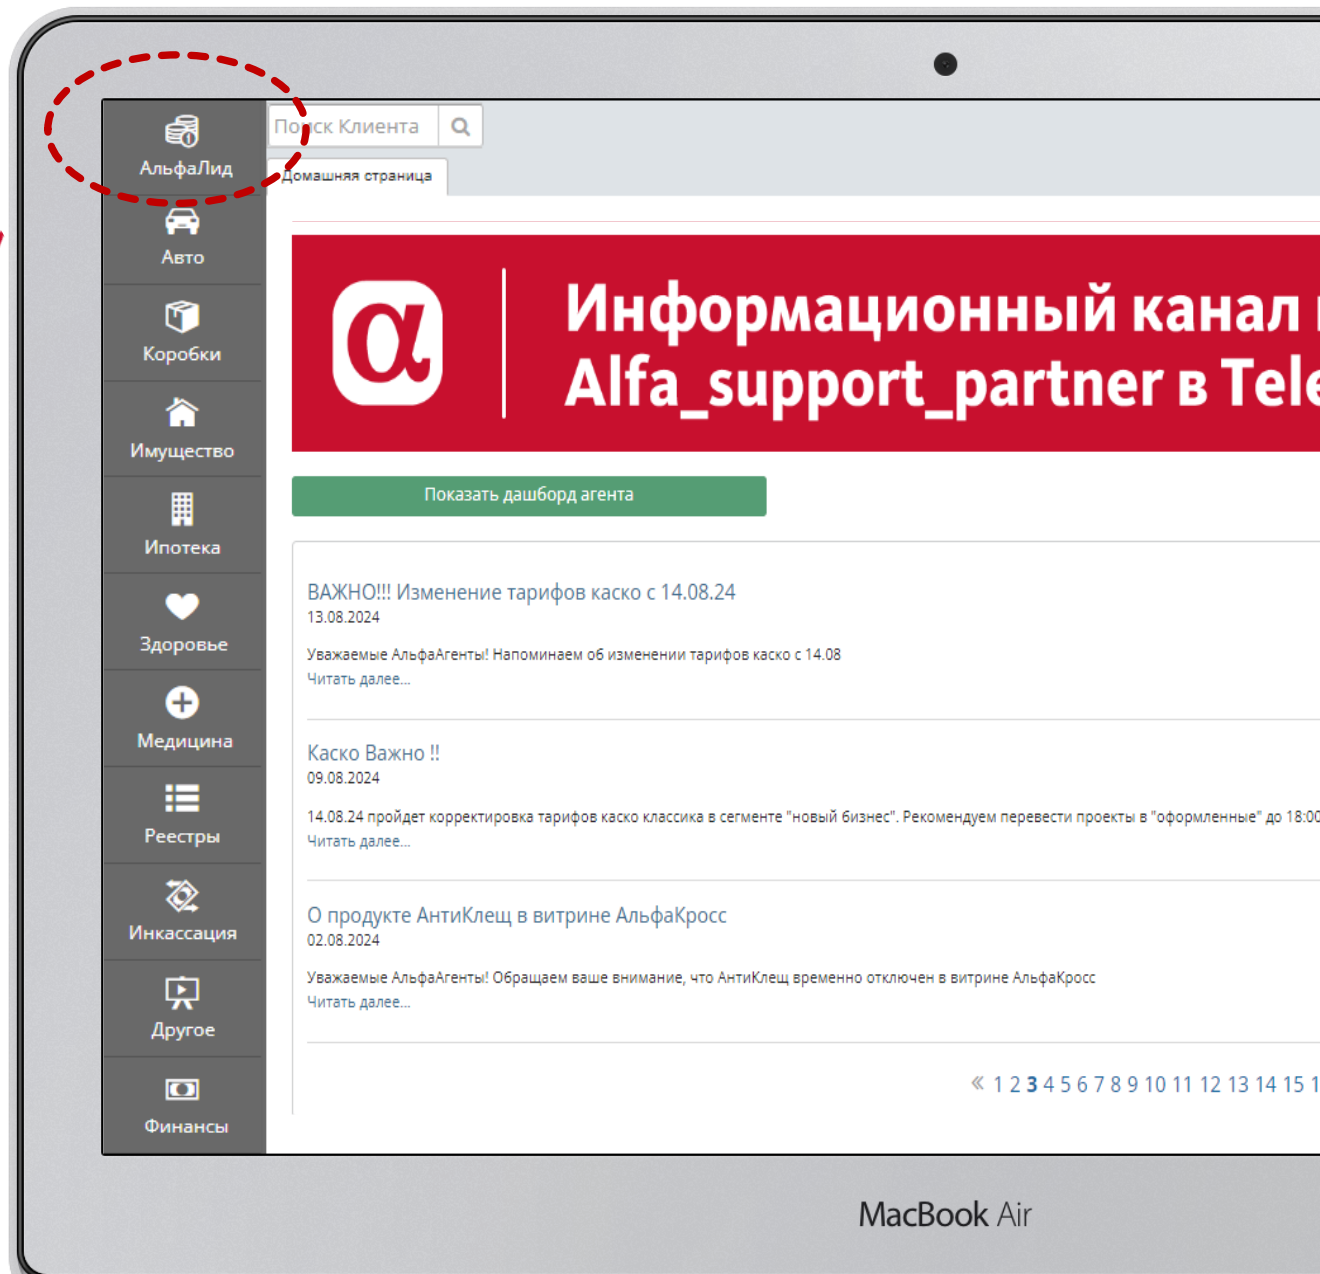 АльфаЛид
Авто
Коробки
Имущество
Ипотека
Здоровье
Медицина
Реестры
Инкассация
Другое
Финансы
Поиск Клиента
Домашняя страница
α
Информационный канал
Alfa_support_partner в Tele
Показать дашборд агента
ВАЖНО!!! Изменение тарифов каско с 14.08.24
13.08.2024
Уважаемые АльфаАгенты! Напоминаем об изменении тарифов каско с 14.08
Читать далее...
Каско Важно !!
09.08.2024
14.08.24 пройдет корректировка тарифов каско классика в сегменте "новый бизнес". Рекомендуем перевести проекты в "оформленные" до 18:00
Читать далее...
О продукте АнтиКлещ в витрине АльфаКросс
02.08.2024
Уважаемые АльфаАгенты! Обращаем ваше внимание, что АнтиКлещ временно отключен в витрине АльфаКросс
Читать далее...
« 1 2 3 4 5 6 7 8 9 10 11 12 13 14 15 1
MacBook Air